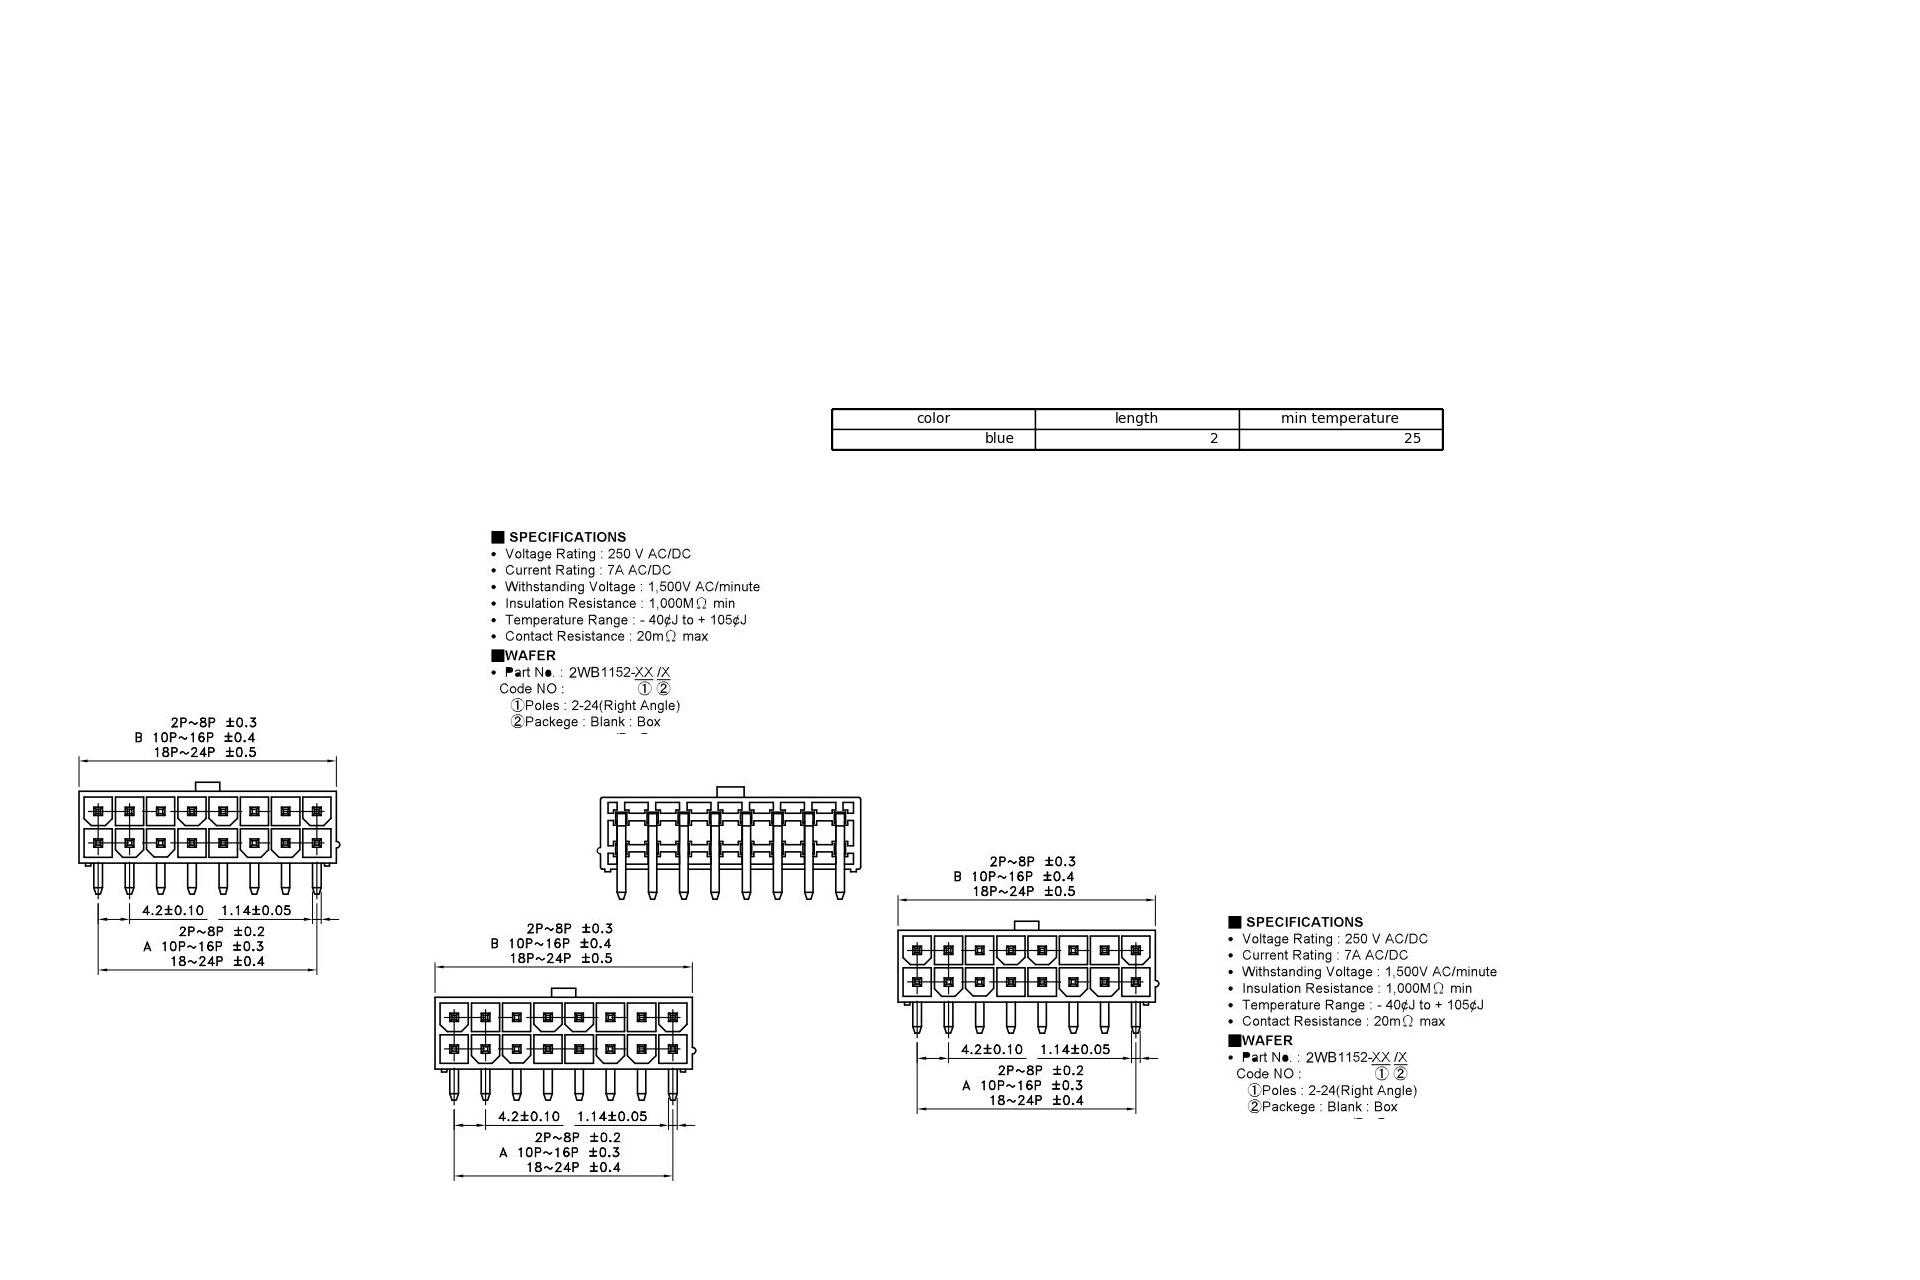 color length min temperature
blue 2 25
■ SPECIFICATIONS
• Voltage Rating : 250 V AC/DC
• Current Rating : 7A AC/DC
• Withstanding Voltage : 1,500V AC/minute
• Insulation Resistance : 1,000MΩ min
• Temperature Range : - 40¢J to + 105¢J
• Contact Resistance : 20mΩ max
■WAFER
• Part No. : 2WB1152-XX /X
Code NO : ① ②
①Poles : 2-24(Right Angle)
②Packege : Blank : Box
2P~8P ±0.3
B 10P~16P ±0.4
18P~24P ±0.5
4.2±0.10 1.14±0.05
2P~8P ±0.2
A 10P~16P ±0.3
18~24P ±0.4
2P~8P ±0.3
B 10P~16P ±0.4
18P~24P ±0.5
4.2±0.10 1.14±0.05
2P~8P ±0.2
A 10P~16P ±0.3
18~24P ±0.4
2P~8P ±0.3
B 10P~16P ±0.4
18P~24P ±0.5
4.2±0.10 1.14±0.05
2P~8P ±0.2
A 10P~16P ±0.3
18~24P ±0.4
■ SPECIFICATIONS
• Voltage Rating : 250 V AC/DC
• Current Rating : 7A AC/DC
• Withstanding Voltage : 1,500V AC/minute
• Insulation Resistance : 1,000MΩ min
• Temperature Range : - 40¢J to + 105¢J
• Contact Resistance : 20mΩ max
■WAFER
• Part No. : 2WB1152-XX /X
Code NO : ① ②
①Poles : 2-24(Right Angle)
②Packege : Blank : Box